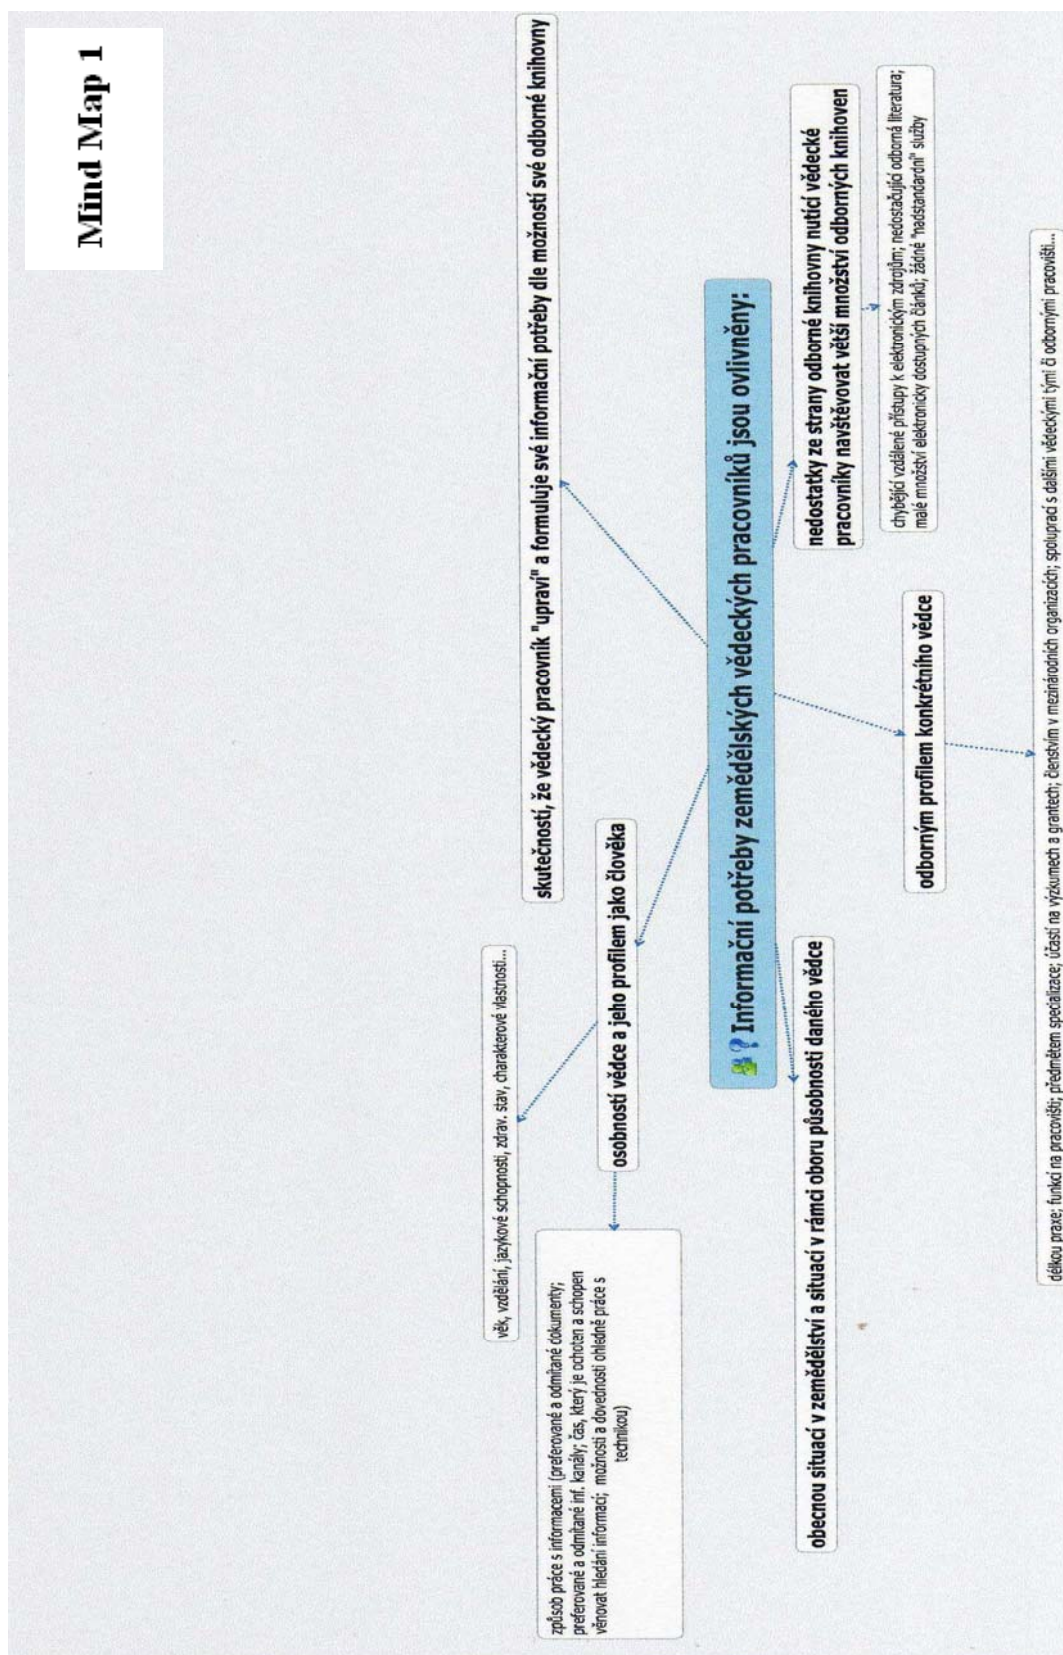 Mind Map 1
skutečností, že vědecký pracovník "upraví" a formuluje své informační potřeby dle možností své odborné knihovny
věk, vzdělání, jazykové schopnosti, zdrav. stav, charakterové vlastnosti...
osobností vědce a jeho profilem jako člověka
způsob práce s informacemi (preferované a odmítané dokumenty;
preferované a odmítané inf. kanály; čas, který je ochoten a schopen
věnovat hledání informací; možnosti a dovednosti ohledně práce s
technikou)
? Informační potřeby zemědělských vědeckých pracovníků jsou ovlivněny:
nedostatky ze strany odborné knihovny nutící vědecké
pracovníky navštěvovat větší množství odborných knihoven
chybějící vzdálené přístupy k elektronickým zdrojům; nedostačující odborná literatura;
malé množství elektronicky dostupných článků; žádné "nadstandardní" služby
obecnou situací v zemědělství a situací v rámci oboru působnosti daného vědce
odborným profilem konkrétního vědce
délkou praxe; funkcí na pracovišti; předmětem specializace; účastí na výzkumech a grantech; členstvím v mezinárodních organizacích; spoluprací s dalšími vědeckými týmí či odbornými pracovišti...